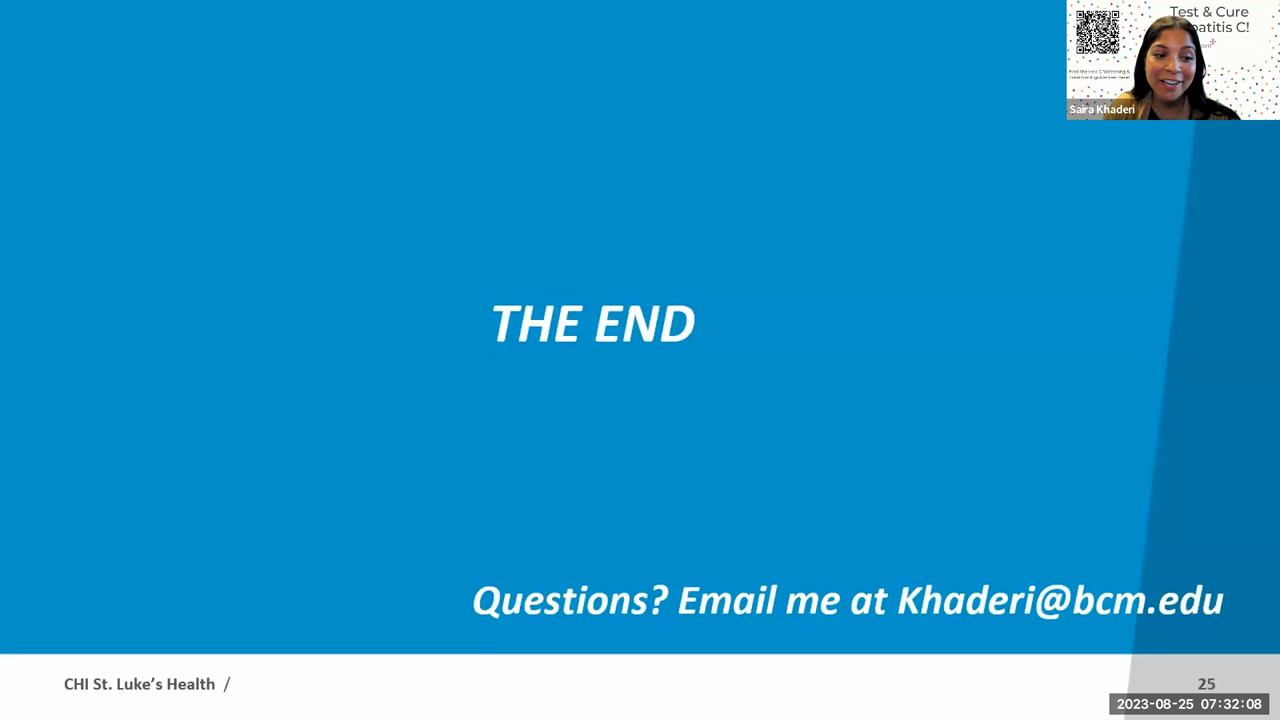 Test & Cure
patitis C!
Saira Khaderi
THE END
Questions? Email me at Khaderi@bcm.edu
CHI St. Luke's Health /
25
2023-08-25 07:32:08